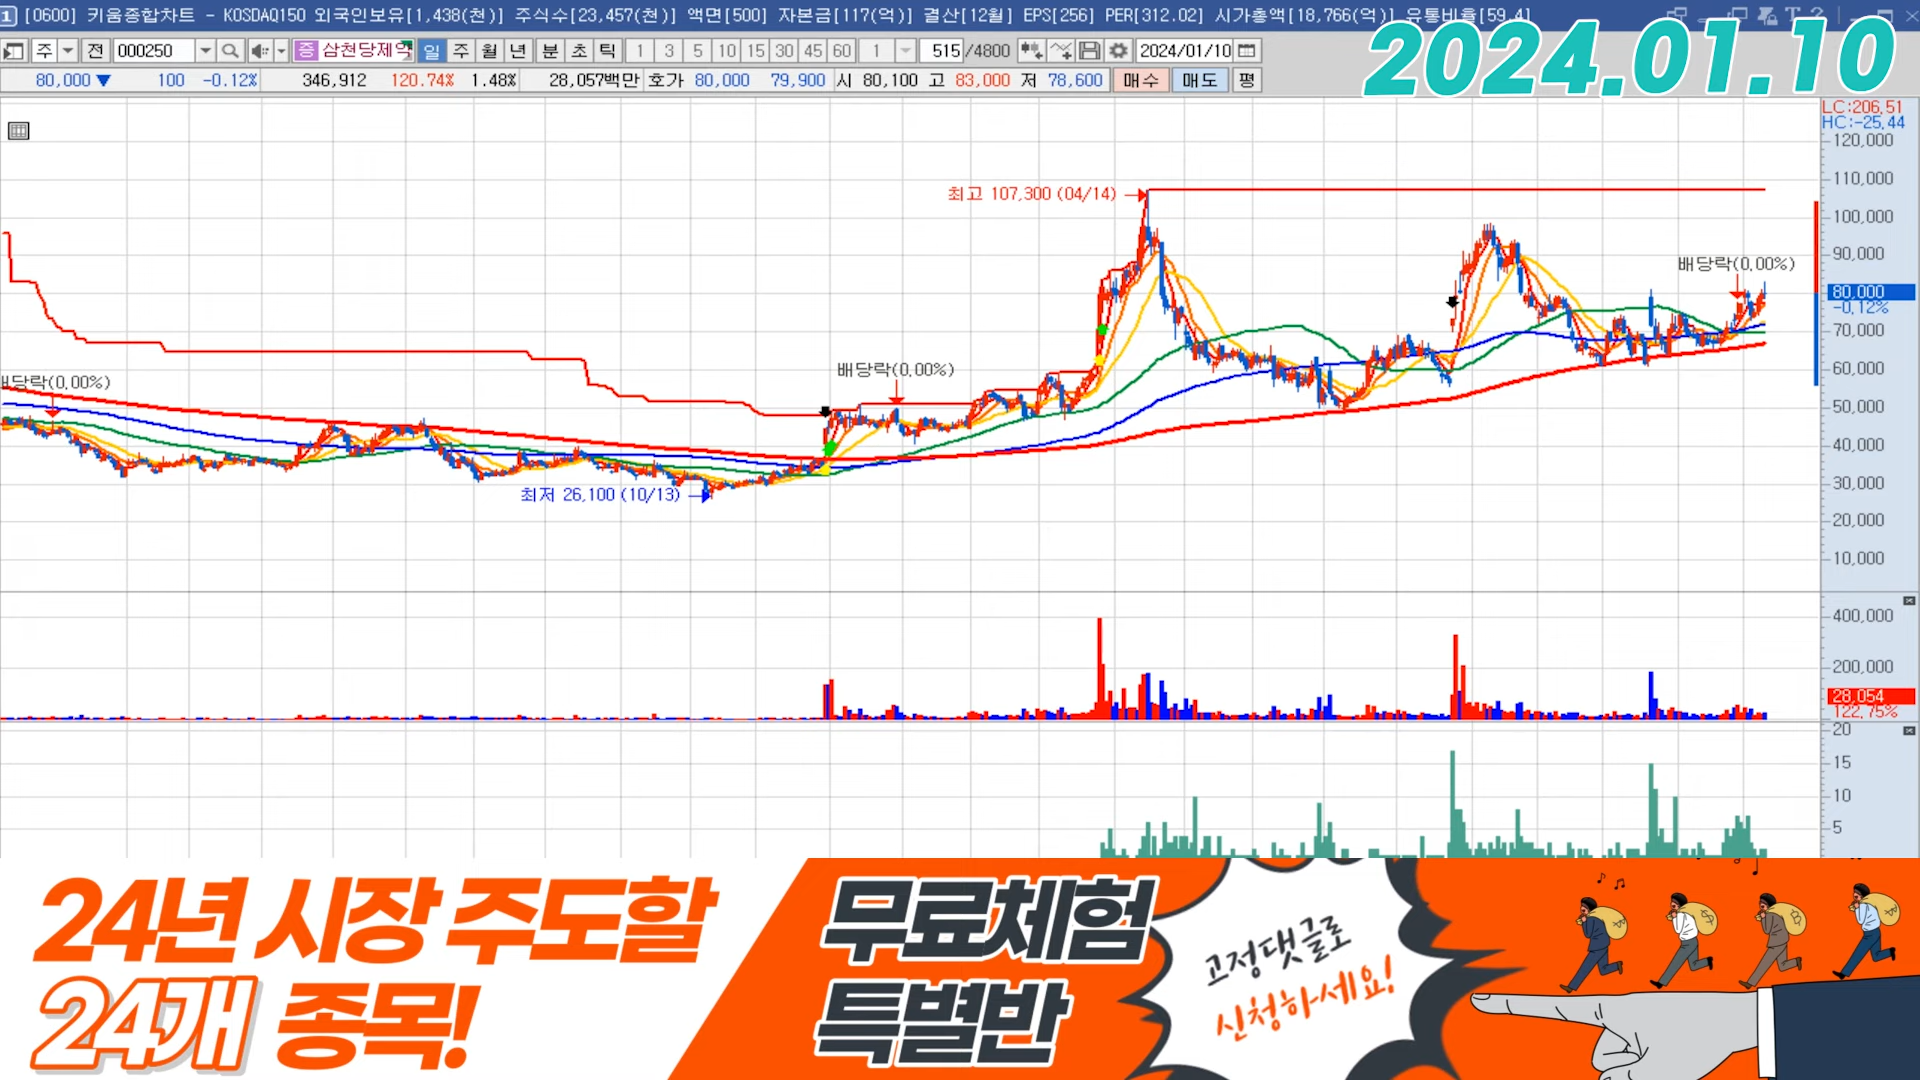 [0600] 키움종합차트 - KOSDAQ150 외국인보유[1,438(천)] 주식수[23,457(천)] 액면[500] 자본금[117(억)] 결산[12월] EPS[256] PER[312.02] 시가총액[18,766(억)] 유통비율[59.4]
2024.01.10
주 전 000250 증 삼천당제약 일 주 월 년 분 초 틱 1 3 5 10 15 30 45 60 1 515 /4800 2024/01/10
80,000 ▼ 100 -0.12% 346,912 120.74% 1.48% 28,057백만 호가 80,000 79,900 시 80,100 고 83,000 저 78,600 매수 매도 평
LC:206.51
HC:-25.44
120,000
110,000
최고 107,300 (04/14)
100,000
90,000
배당락(0.00%)
80,000
-0.12%
70,000
60,000
배당락(0.00%)
배당락(0.00%)
50,000
40,000
30,000
최저 26,100 (10/13)
20,000
10,000
400,000
200,000
28,054
122.75%
20
15
10
5
24년 시장 주도할
24개 종목!
무료체험
특별반
고정댓글로
신청하세요!